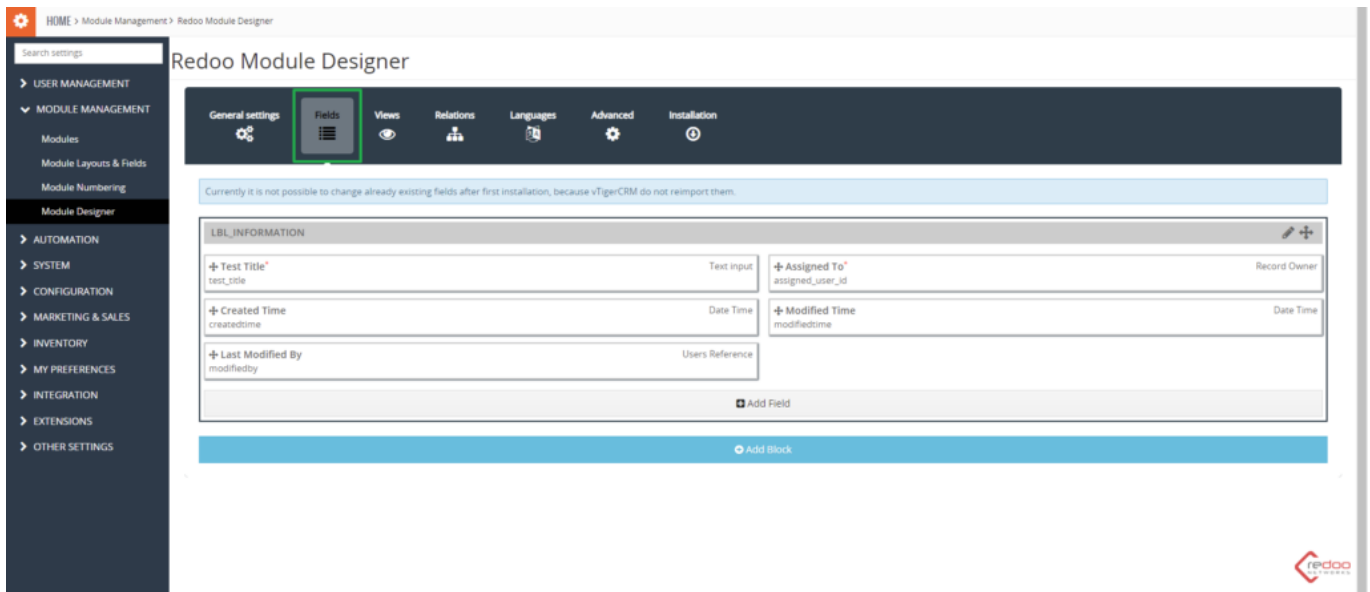 HOME > Module Management > Redoo Module Designer
Search settings
USER MANAGEMENT
MODULE MANAGEMENT
Modules
Module Layouts & Fields
Module Numbering
Module Designer
AUTOMATION
SYSTEM
CONFIGURATION
MARKETING & SALES
INVENTORY
MY PREFERENCES
INTEGRATION
EXTENSIONS
OTHER SETTINGS
Redoo Module Designer
General settings Fields Views Relations Languages Advanced Installation
Currently it is not possible to change already existing fields after first installation, because vTigerCRM do not reimport them.
LBL_INFORMATION
Test Title* Text input
test_title
Assigned To* Record Owner
assigned_user_id
Created Time Date Time
createdtime
Modified Time Date Time
modifiedtime
Last Modified By Users Reference
modifiedby
Add Field
Add Block
redoo
NETWORKS